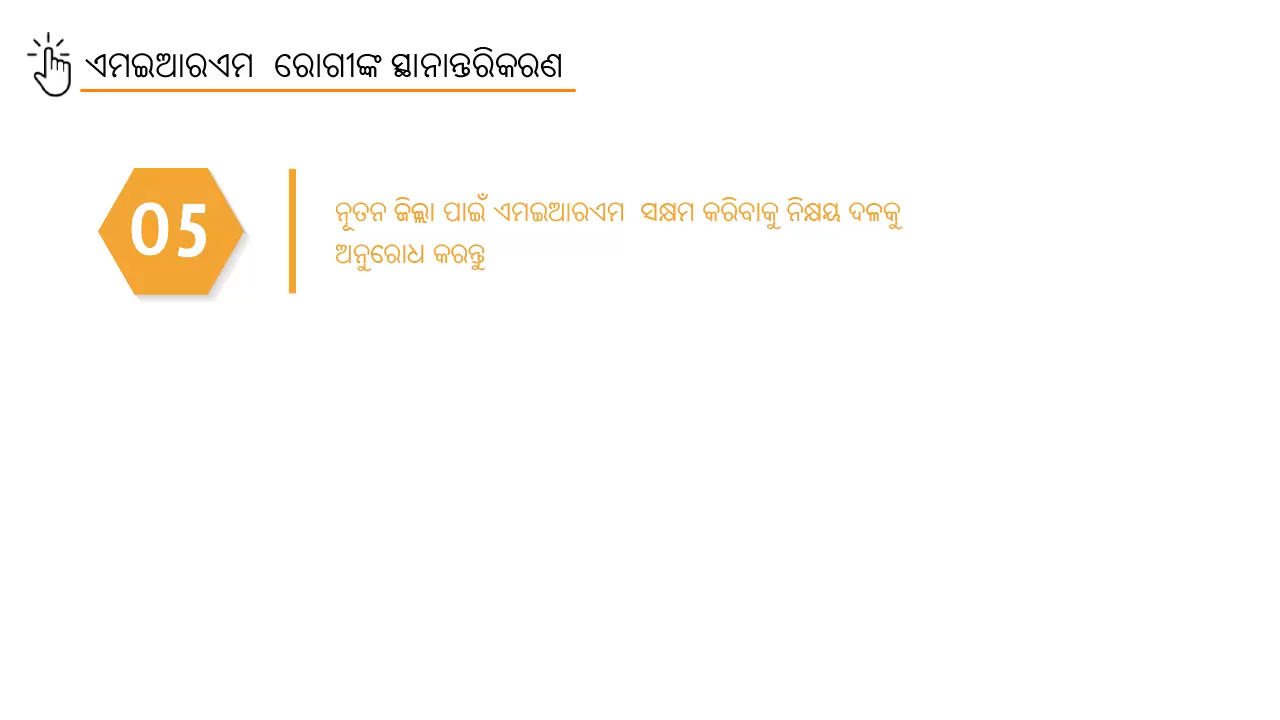 ଏମଇଆରଏମ ରୋଗୀଙ୍କ ସ୍ଥାନାନ୍ତରିକରଣ
05
ନୂତନ ଜିଲ୍ଲା ପାଇଁ ଏମଇଆରଏମ ସକ୍ଷମ କରିବାକୁ ନିକ୍ଷୟ ଦଳକୁ
ଅନୁରୋଧ କରନ୍ତୁ